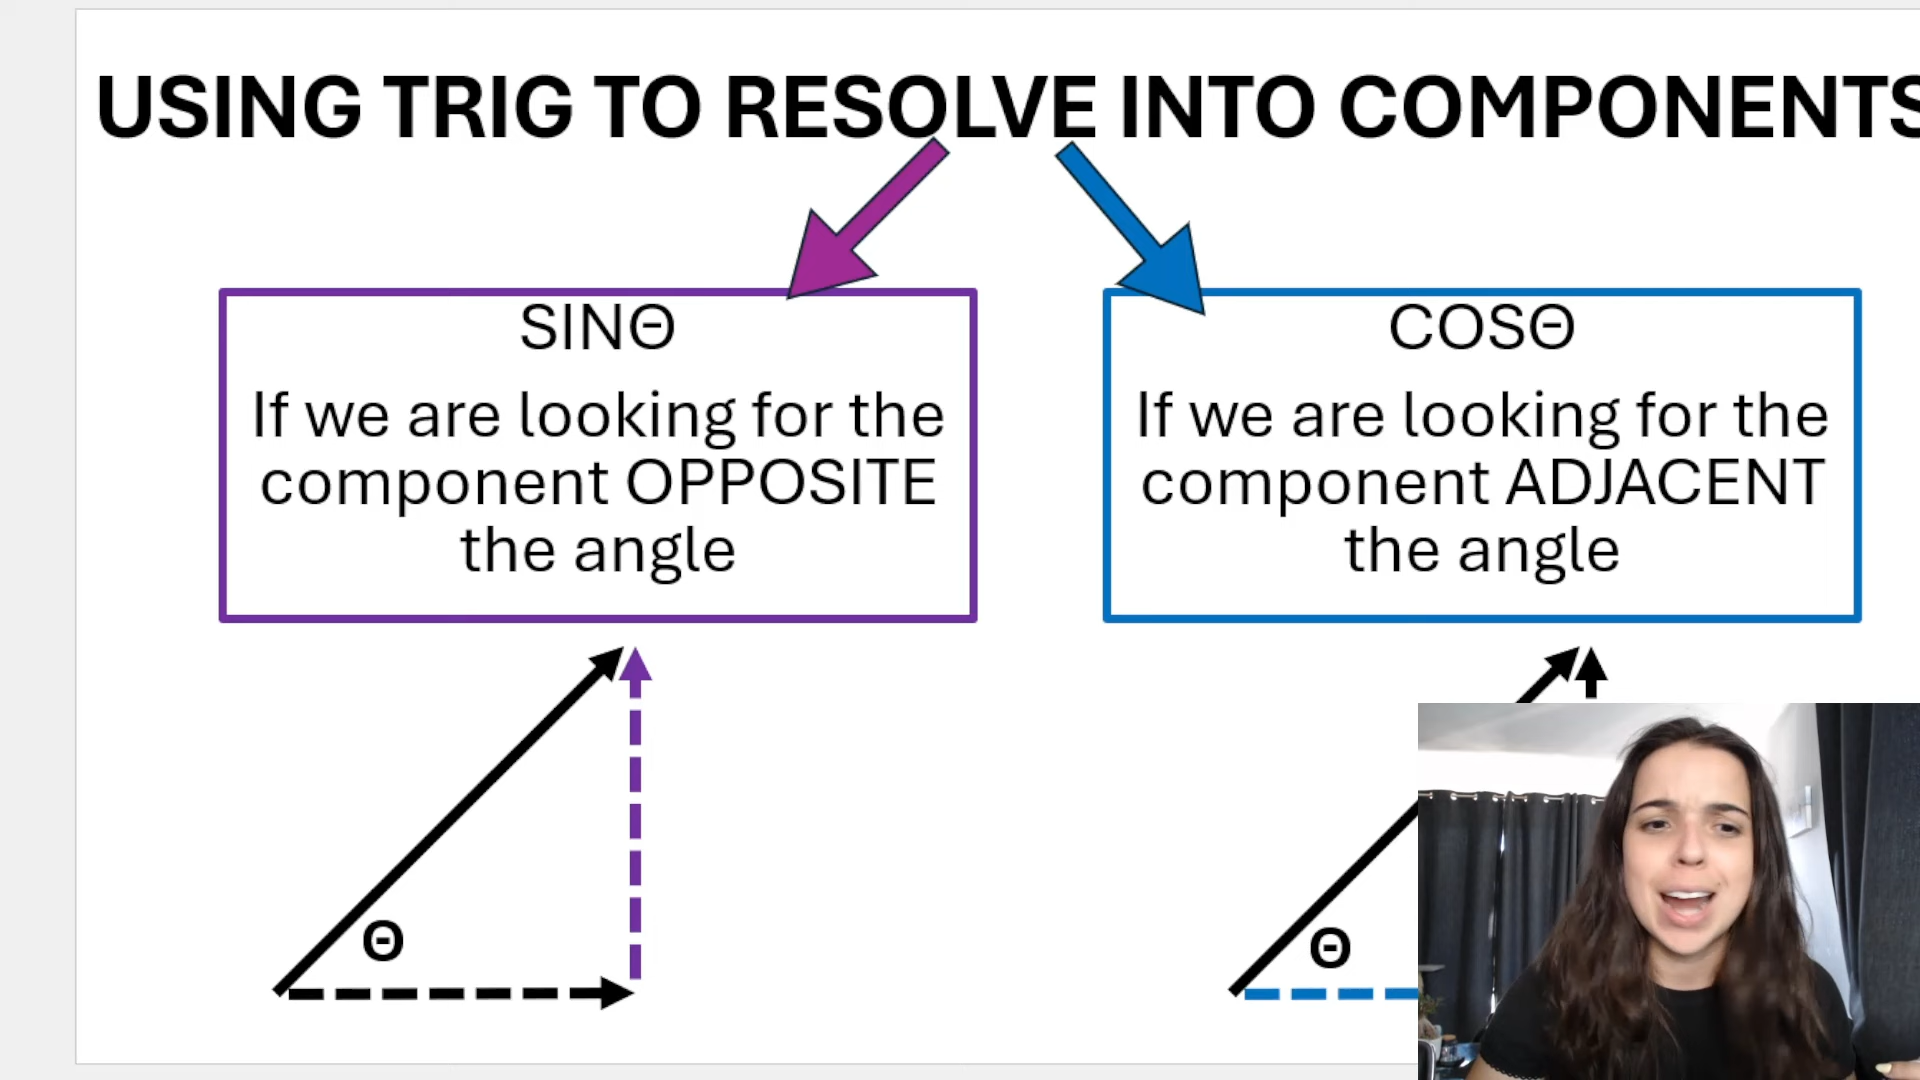 USING TRIG TO RESOLVE INTO COMPONENTS
SINΘ
If we are looking for the
component OPPOSITE
the angle
COSΘ
If we are looking for the
component ADJACENT
the angle
Θ
Θ